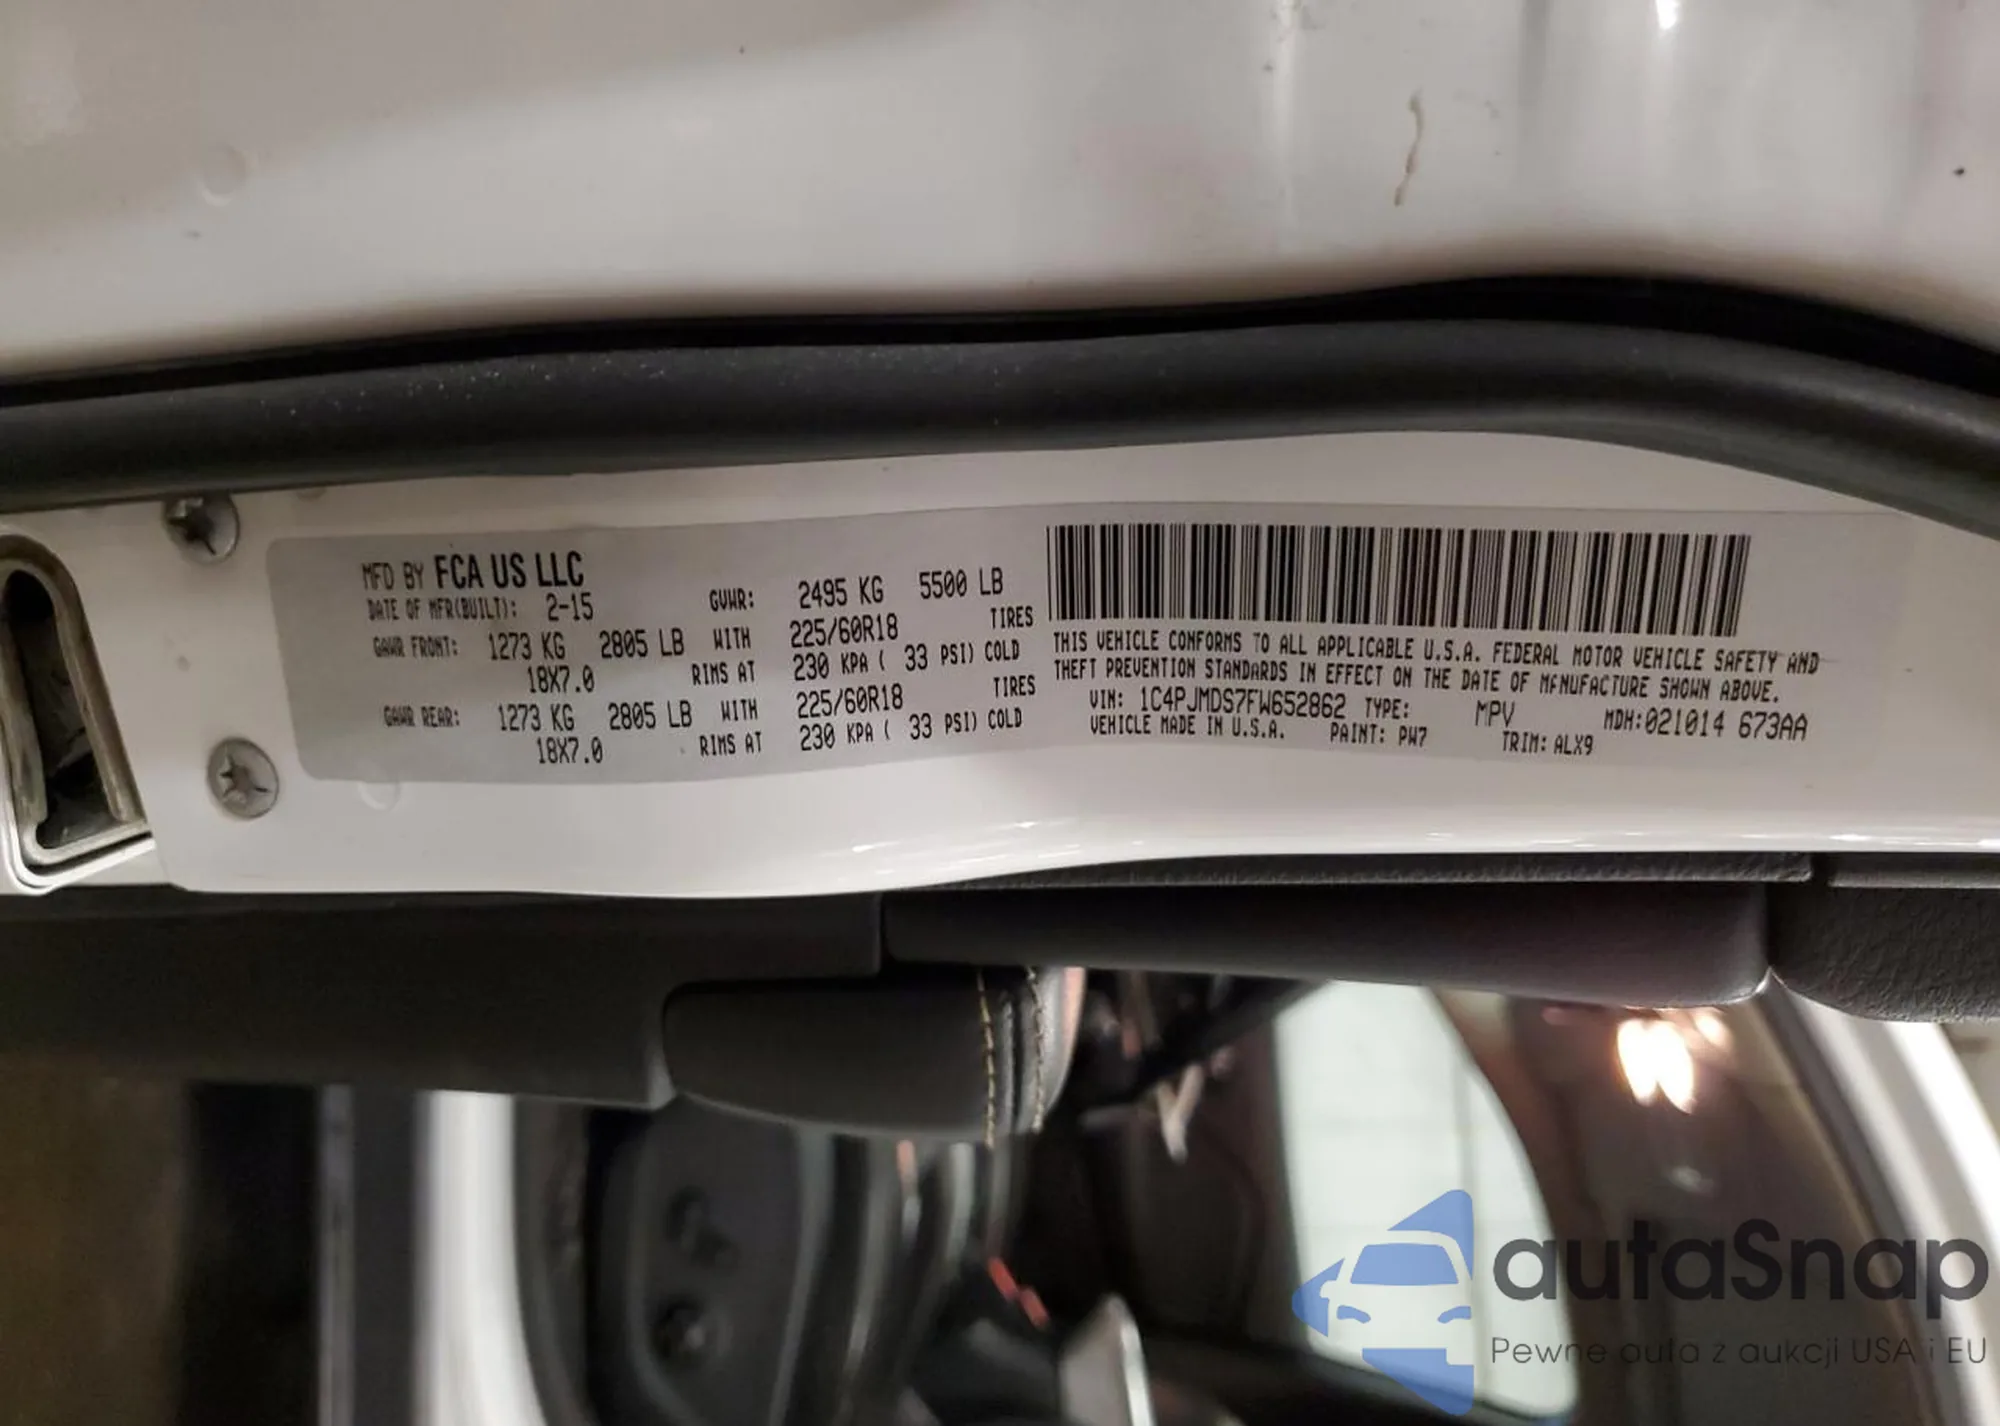 MFD BY FCA US LLC
DATE OF MFR(BUILT): 2-15 GVWR: 2495 KG 5500 LB
GAWR FRONT: 1273 KG 2805 LB WITH 225/60R18 TIRES
18X7.0 RIMS AT 230 KPA ( 33 PSI) COLD
GAWR REAR: 1273 KG 2805 LB WITH 225/60R18 TIRES
18X7.0 RIMS AT 230 KPA ( 33 PSI) COLD
THIS VEHICLE CONFORMS TO ALL APPLICABLE U.S.A. FEDERAL MOTOR VEHICLE SAFETY AND
THEFT PREVENTION STANDARDS IN EFFECT ON THE DATE OF MANUFACTURE SHOWN ABOVE.
VIN: 1C4PJMDS7FW652862 TYPE: MPV MDH:021014 673AA
VEHICLE MADE IN U.S.A. PAINT: PW7 TRIM: ALX9
autaSnap
Pewne auta z aukcji USA i EU